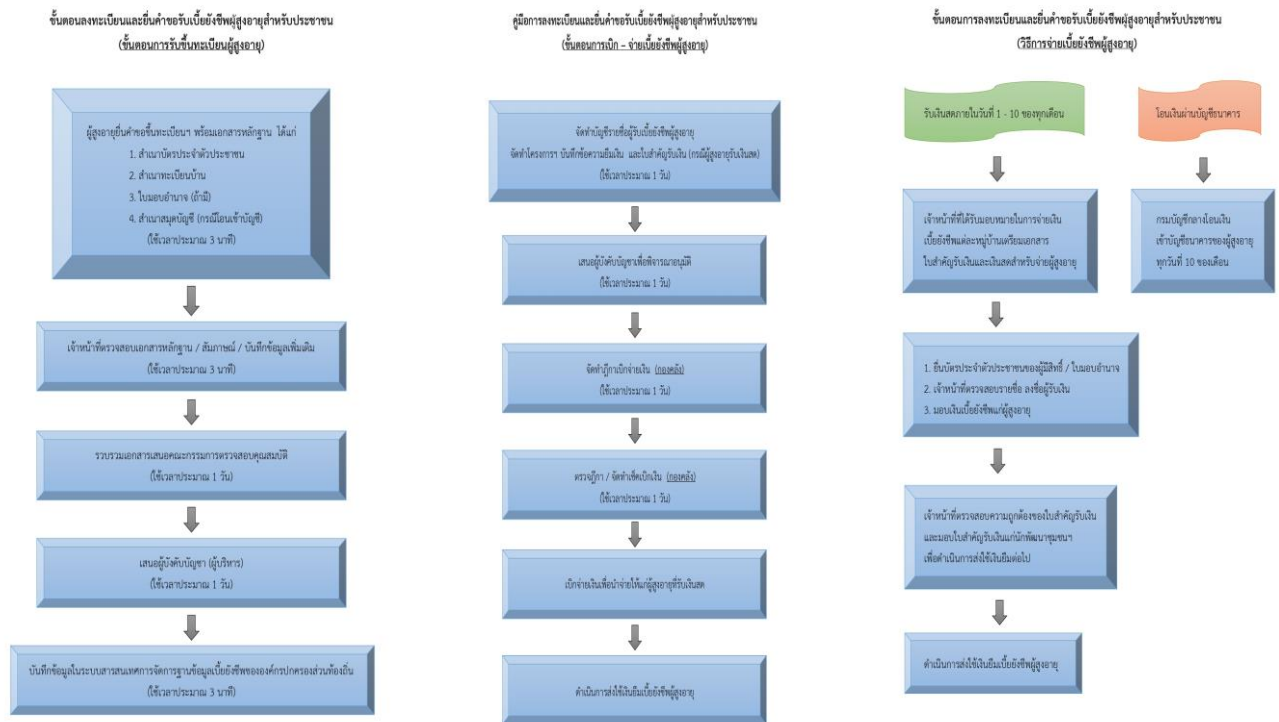 ขั้นตอนลงทะเบียนและยื่นคำขอรับเบี้ยยังชีพผู้สูงอายุสำหรับประชาชน
(ขั้นตอนการรับขึ้นทะเบียนผู้สูงอายุ)
ผู้สูงอายุยื่นคำขอขึ้นทะเบียนฯ พร้อมเอกสารหลักฐาน ได้แก่
1. สำเนาบัตรประจำตัวประชาชน
2. สำเนาทะเบียนบ้าน
3. ใบมอบอำนาจ (ถ้ามี)
4. สำเนาสมุดบัญชี (กรณีโอนเข้าบัญชี)
(ใช้เวลาประมาณ 3 นาที)
เจ้าหน้าที่ตรวจสอบเอกสารหลักฐาน / สัมภาษณ์ / บันทึกข้อมูลเพิ่มเติม
(ใช้เวลาประมาณ 3 นาที)
รวบรวมเอกสารเสนอคณะกรรมการตรวจสอบคุณสมบัติ
(ใช้เวลาประมาณ 1 วัน)
เสนอผู้บังคับบัญชา (ผู้บริหาร)
(ใช้เวลาประมาณ 1 วัน)
บันทึกข้อมูลในระบบสารสนเทศการจัดการฐานข้อมูลเบี้ยยังชีพขององค์กรปกครองส่วนท้องถิ่น
(ใช้เวลาประมาณ 3 นาที)
คู่มือการลงทะเบียนและยื่นคำขอรับเบี้ยยังชีพผู้สูงอายุสำหรับประชาชน
(ขั้นตอนการเบิก – จ่ายเบี้ยยังชีพผู้สูงอายุ)
จัดทำบัญชีรายชื่อผู้รับเบี้ยยังชีพผู้สูงอายุ
จัดทำโครงการฯ บันทึกข้อความยืมเงิน และใบสำคัญรับเงิน (กรณีผู้สูงอายุรับเงินสด)
(ใช้เวลาประมาณ 1 วัน)
เสนอผู้บังคับบัญชาเพื่อพิจารณาอนุมัติ
(ใช้เวลาประมาณ 1 วัน)
จัดทำฎีกาเบิกจ่ายเงิน (กองคลัง)
(ใช้เวลาประมาณ 1 วัน)
ตรวจฎีกา / จัดทำเช็คเบิกเงิน (กองคลัง)
(ใช้เวลาประมาณ 1 วัน)
เบิกจ่ายเงินเพื่อนำจ่ายให้แก่ผู้สูงอายุที่รับเงินสด
ดำเนินการส่งใช้เงินยืมเบี้ยยังชีพผู้สูงอายุ
ขั้นตอนการลงทะเบียนและยื่นคำขอรับเบี้ยยังชีพผู้สูงอายุสำหรับประชาชน
(วิธีการจ่ายเบี้ยยังชีพผู้สูงอายุ)
รับเงินสดภายในวันที่ 1 - 10 ของทุกเดือน
โอนเงินผ่านบัญชีธนาคาร
เจ้าหน้าที่ที่ได้รับมอบหมายในการจ่ายเงิน
เบี้ยยังชีพแต่ละหมู่บ้านเตรียมเอกสาร
ใบสำคัญรับเงินและเงินสดสำหรับจ่ายผู้สูงอายุ
กรมบัญชีกลางโอนเงิน
เข้าบัญชีธนาคารของผู้สูงอายุ
ทุกวันที่ 10 ของเดือน
1. ยื่นบัตรประจำตัวประชาชนของผู้มีสิทธิ์ / ใบมอบอำนาจ
2. เจ้าหน้าที่ตรวจสอบรายชื่อ ลงชื่อผู้รับเงิน
3. มอบเงินเบี้ยยังชีพแก่ผู้สูงอายุ
เจ้าหน้าที่ตรวจสอบความถูกต้องของใบสำคัญรับเงิน
และมอบใบสำคัญรับเงินแก่นักพัฒนาชุมชนฯ
เพื่อดำเนินการส่งใช้เงินยืมต่อไป
ดำเนินการส่งใช้เงินยืมเบี้ยยังชีพผู้สูงอายุ